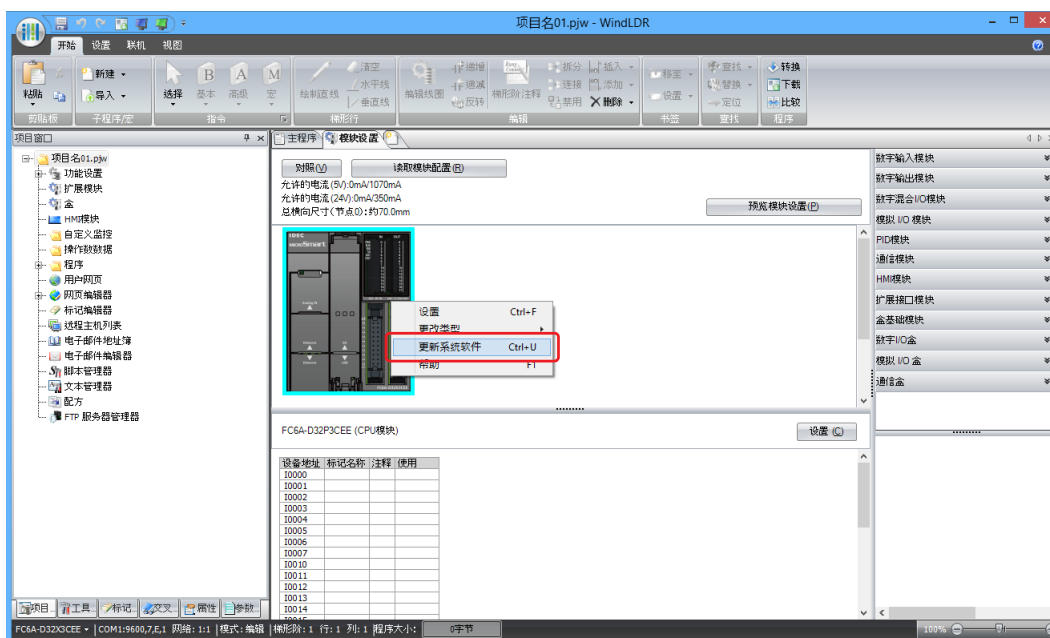 项目名01.pjw - WindLDR
开始 设置 联机 视图
新建
清空
递增
拆分 插入
移至
查找
转换
水平线
递减
连接 添加
替换
下载
粘贴
导入
选择 基本 高级 宏
绘制直线
垂直线
编辑线圈
反转
梯形阶注释
禁用 删除
设置
定位
比较
剪贴板 子程序/宏 指令 梯形行 编辑 书签 查找 程序
项目窗口
主程序 模块设置
项目名01.pjw
功能设置
扩展模块
盒
HMI模块
自定义监控
操作数数据
程序
用户网页
网页编辑器
标记编辑器
远程主机列表
电子邮件地址簿
电子邮件编辑器
脚本管理器
文本管理器
配方
FTP 服务器管理器
对照(V) 读取模块配置(R)
允许的电流(5V):0mA/1070mA
允许的电流(24V):0mA/350mA
总横向尺寸(节点0):约70.0mm
预览模块设置(P)
IDEC
MICROSmart
设置 Ctrl+F
更改类型
更新系统软件 Ctrl+U
帮助 F1
数字输入模块
数字输出模块
数字混合I/O模块
模拟 I/O 模块
PID模块
通信模块
HMI模块
扩展接口模块
盒基础模块
数字I/O盒
模拟 I/O 盒
通信盒
FC6A-D32P3CEE (CPU模块)
设置 (C)
设备地址 标记名称 注释 使用
I0000
I0001
I0002
I0003
I0004
I0005
I0006
I0007
I0010
I0011
I0012
I0013
I0014
I0015
项目... 工具... 标记... 交叉... 属性 参数...
FC6A-D32X3CEE COM1:9600,7,E,1 网络: 1:1 模式: 编辑 梯形阶: 1 行: 1 列: 1 程序大小: 0字节 100%